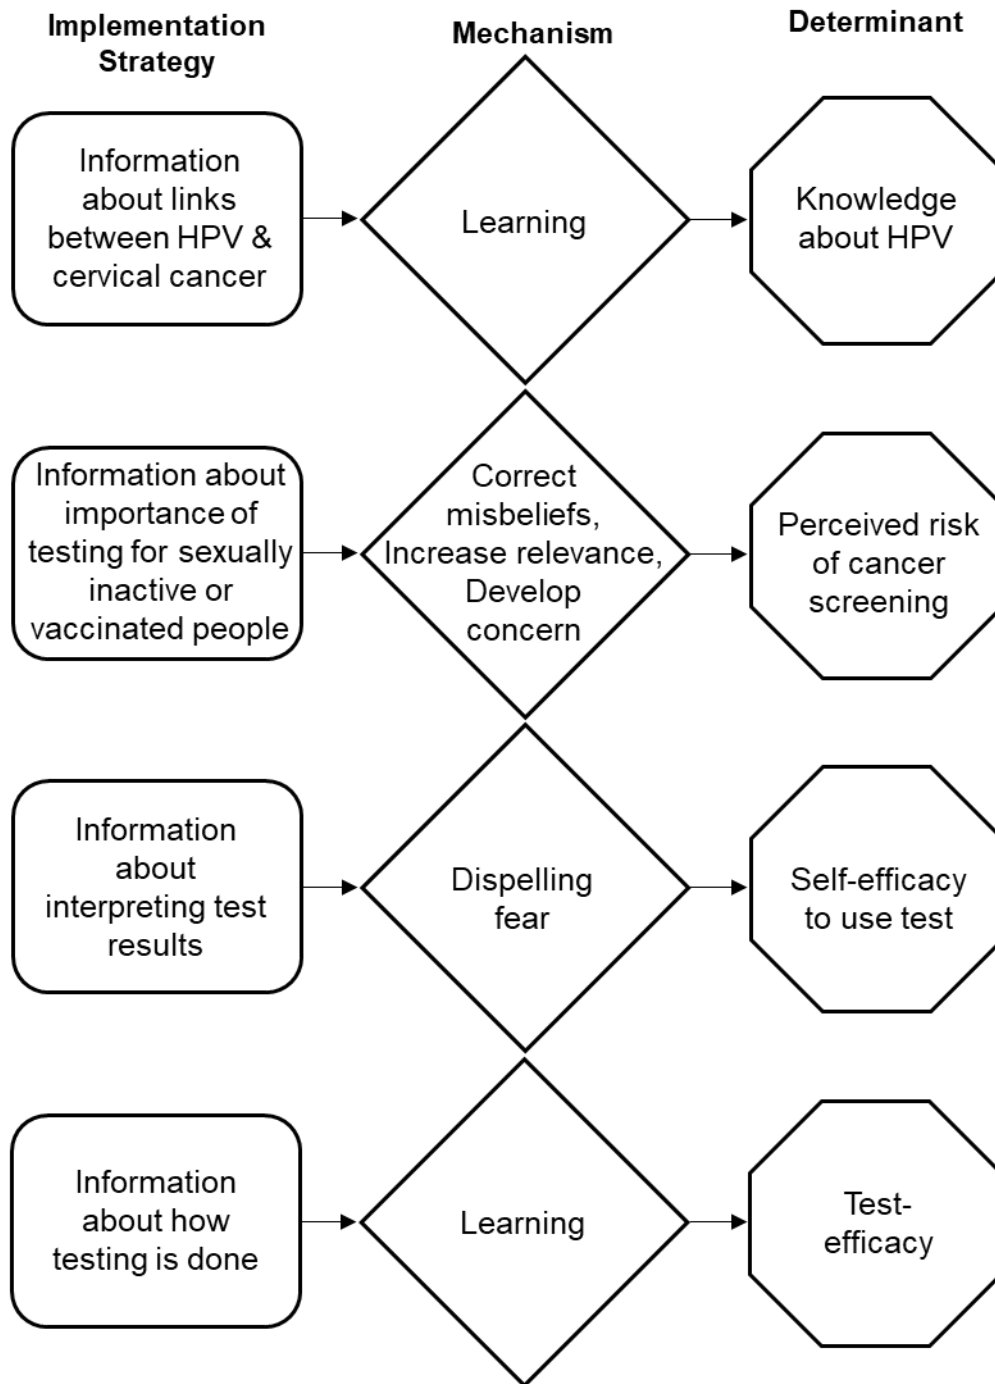 Implementation
Strategy
Mechanism
Determinant
Information
about links
between HPV &
cervical cancer
Learning
Knowledge
about HPV
Information about
importance of
testing for sexually
inactive or
vaccinated people
Correct
misbeliefs,
Increase relevance,
Develop
concern
Perceived risk
of cancer
screening
Information
about
interpreting test
results
Dispelling
fear
Self-efficacy
to use test
Information
about how
testing is done
Learning
Test-
efficacy